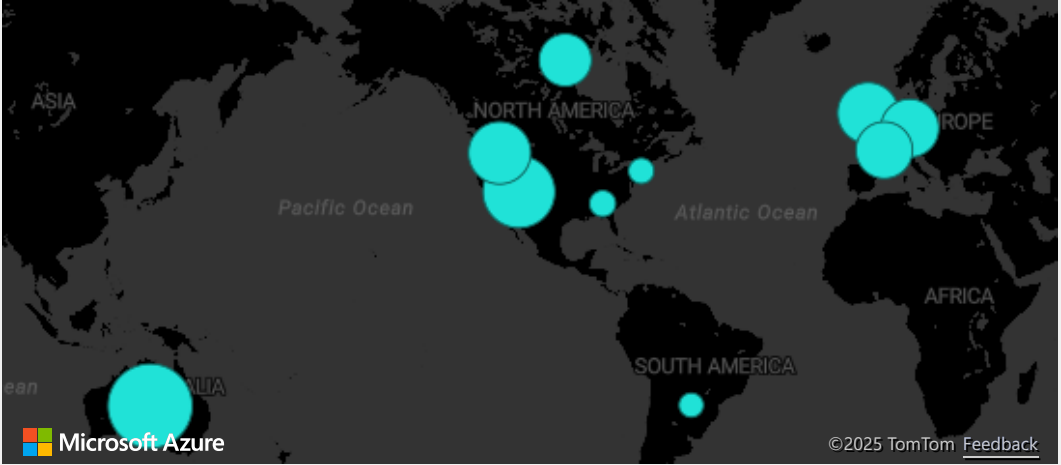 ASIA
NORTH AMERICA
ROPE
Pacific Ocean
Atlantic Ocean
AFRICA
SOUTH AMERICA
ean
ALIA
Microsoft Azure
©2025 TomTom Feedback